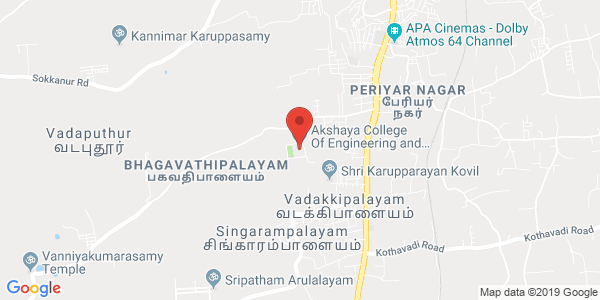 Kannimar Karuppasamy
APA Cinemas - Dolby
Atmos 64 Channel
Sokkanur Rd
PERIYAR NAGAR
பேரியர்
நகர்
Vadaputhur
வடபுதூர்
Akshaya College
Of Engineering and...
BHAGAVATHIPALAYAM
பகவதிபாளையம்
Shri Karupparayan Kovil
Vadakkipalayam
வடக்கிபாளையம்
Singarampalayam
சிங்காரம்பாளையம்
Kothavadi Road
Kothavadi Rd
Vanniyakumarasamy
Temple
Sripatham Arulalayam
Google
Map data ©2019 Google